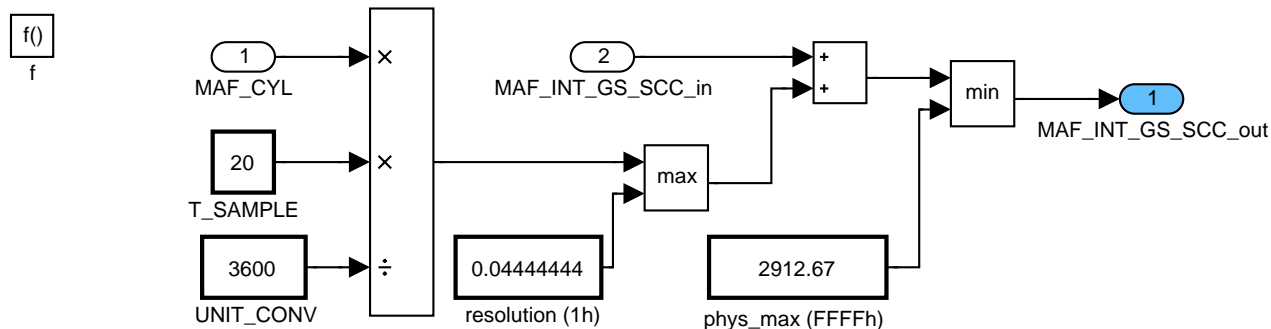 f()
f
1
MAF_CYL
×
20
T_SAMPLE
×
3600
UNIT_CONV
÷
2
MAF_INT_GS_SCC_in
max
0.04444444
resolution (1h)
+
+
2912.67
phys_max (FFFFh)
min
1
MAF_INT_GS_SCC_out